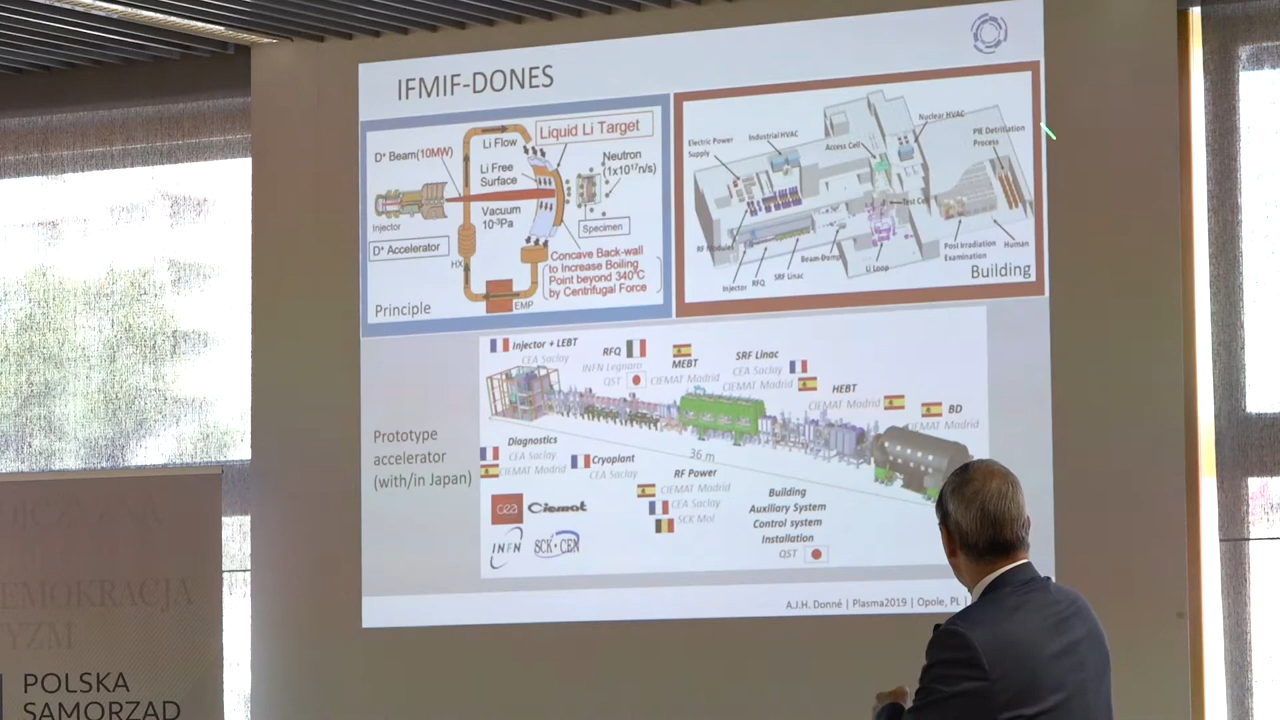 IFMIF-DONES
D⁺ Beam(10MW)
Li Flow
Liquid Li Target
Li Free
Surface
Neutron
(1x10¹⁷n/s)
Injector
Vacuum
10⁻³Pa
Specimen
D⁺ Accelerator
HX
Concave Back-wall
to Increase Boiling
Point beyond 340°C
by Centrifugal Force
EMP
Principle
Electric Power
Supply
Industrial HVAC
Nuclear HVAC
Access Cell
PIE Detritiation
Process
Test Cell
RF Modules
Beam-Dump
Post Irradiation
Examination
Human
Injector
RFQ
SRF Linac
Li Loop
Building
Injector + LEBT
CEA Saclay
RFQ
INFN Legnaro
QST
MEBT
CIEMAT Madrid
SRF Linac
CEA Saclay
CIEMAT Madrid
HEBT
CIEMAT Madrid
BD
CIEMAT Madrid
Prototype
accelerator
(with/in Japan)
36 m
Diagnostics
CEA Saclay
CIEMAT Madrid
Cryoplant
CEA Saclay
RF Power
CIEMAT Madrid
CEA Saclay
SCK Mol
Building
Auxiliary System
Control system
Installation
QST
cea
Ciemat
INFN
SCK•CEN
A.J.H. Donné | Plasma2019 | Opole, PL |
EMOKRACJA
YZM
POLSKA
SAMORZĄD